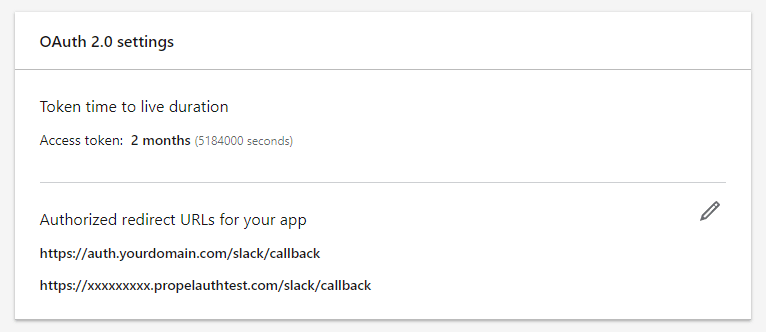 OAuth 2.0 settings
Token time to live duration
Access token: 2 months (5184000 seconds)
Authorized redirect URLs for your app
https://auth.yourdomain.com/slack/callback
https://xxxxxxxxx.propelauthtest.com/slack/callback